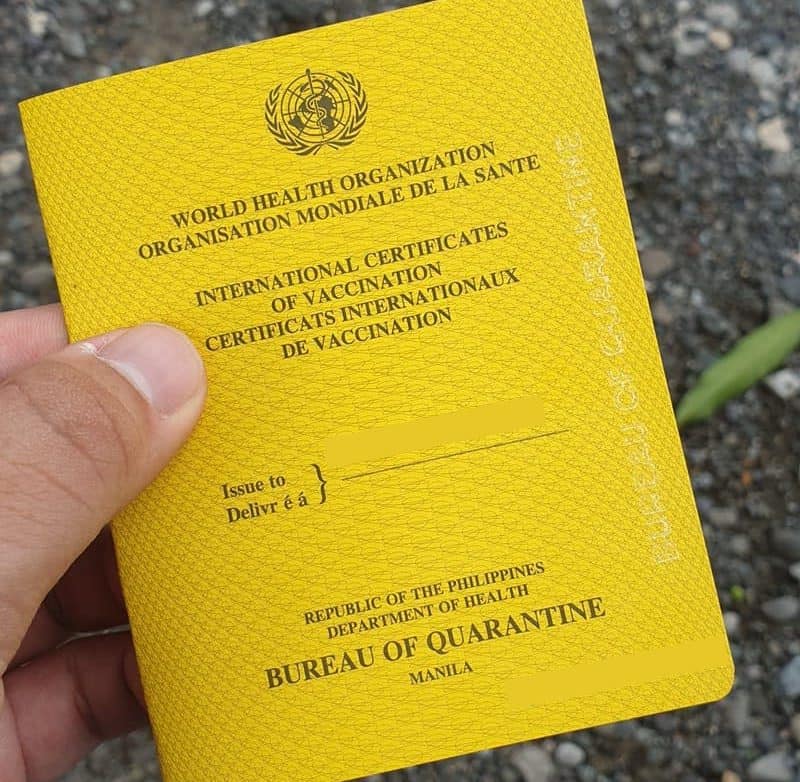 WORLD HEALTH ORGANIZATION
ORGANISATION MONDIALE DE LA SANTE
INTERNATIONAL CERTIFICATES
OF VACCINATION
CERTIFICATS INTERNATIONAUX
DE VACCINATION
Issue to
Delivr é á
REPUBLIC OF THE PHILIPPINES
DEPARTMENT OF HEALTH
BUREAU OF QUARANTINE
MANILA
BUREAU OF QUARANTINE